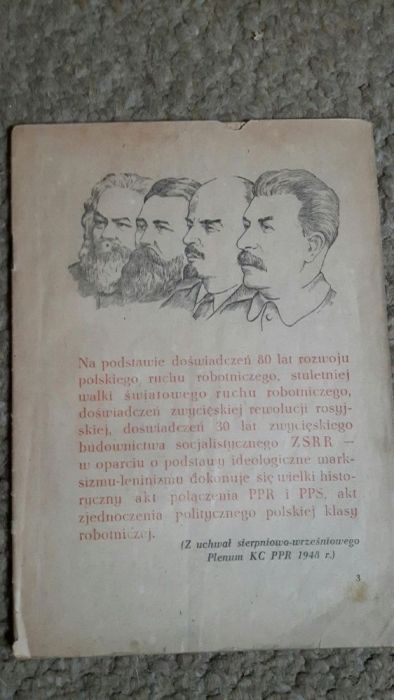 Na podstawie doświadczeń 80 lat rozwoju
polskiego ruchu robotniczego, stuletniej
walki światowego ruchu robotniczego,
doświadczeń zwycięskiej rewolucji rosyj-
skiej, doświadczeń 30 lat zwycięskiego
budownictwa socjalistycznego ZSRR —
w oparciu o podstawy ideologiczne mark-
sizmu-leninizmu dokonuje się wielki histo-
ryczny akt połączenia PPR i PPS, akt
zjednoczenia politycznego polskiej klasy
robotniczej.
(Z uchwał sierpniowo-wrześniowego
Plenum KC PPR 1948 r.)
3